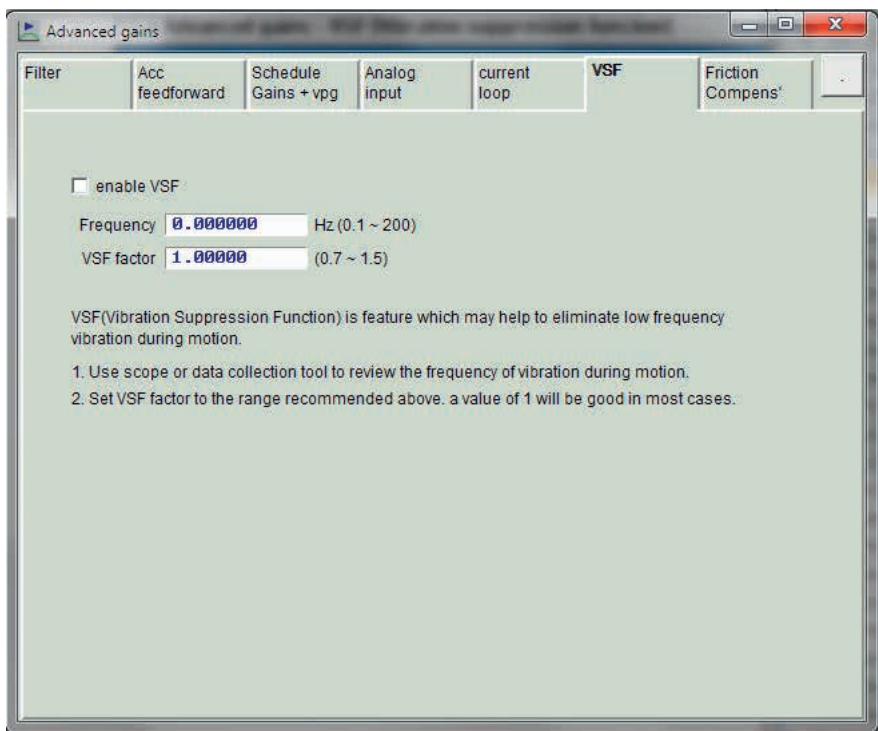 Advanced gains
Filter
Acc
feedforward
Schedule
Gains + vpg
Analog
input
current
loop
VSF
Friction
Compens'
.
enable VSF
Frequency 0.000000 Hz (0.1 ~ 200)
VSF factor 1.00000 (0.7 ~ 1.5)
VSF(Vibration Suppression Function) is feature which may help to eliminate low frequency
vibration during motion.
1. Use scope or data collection tool to review the frequency of vibration during motion.
2. Set VSF factor to the range recommended above. a value of 1 will be good in most cases.